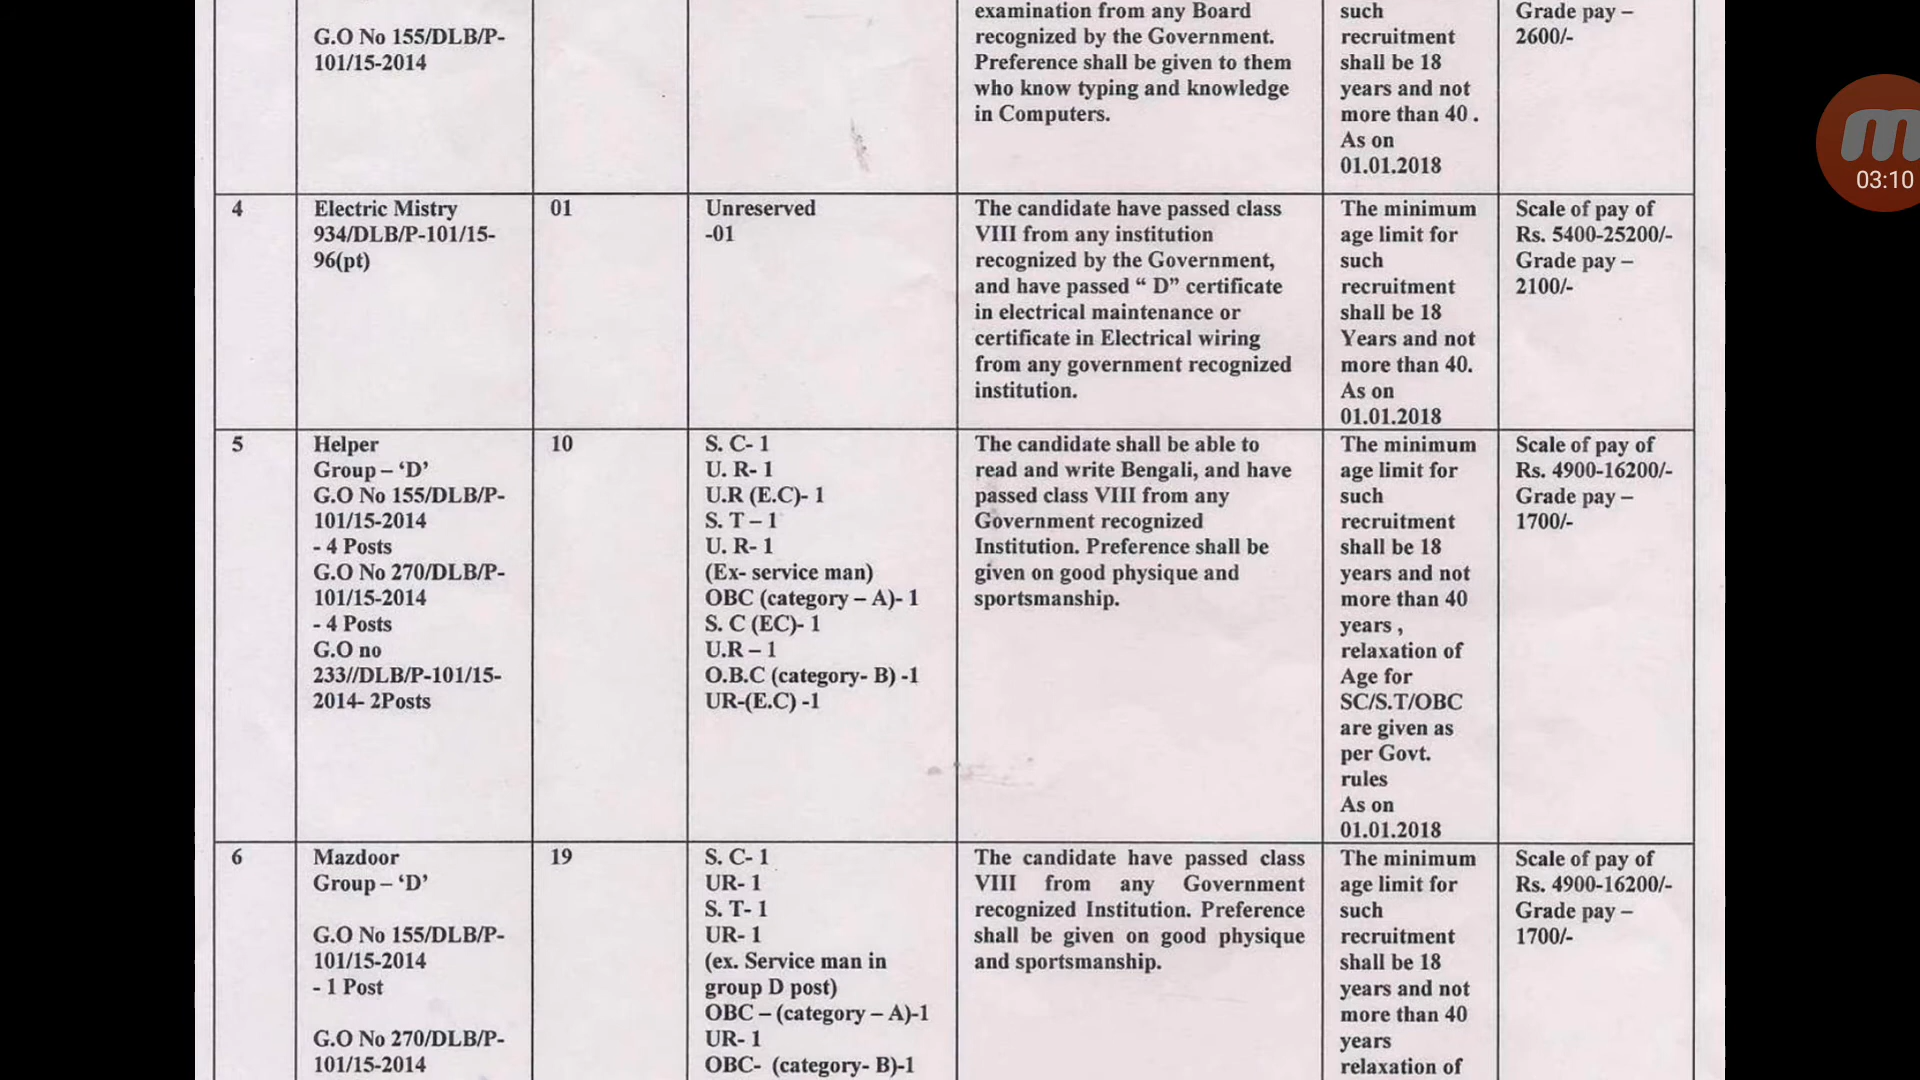 G.O No 155/DLB/P-
101/15-2014
examination from any Board
recognized by the Government.
Preference shall be given to them
who know typing and knowledge
in Computers.
such
recruitment
shall be 18
years and not
more than 40 .
As on
01.01.2018
Grade pay –
2600/-
4
Electric Mistry
934/DLB/P-101/15-
96(pt)
01
Unreserved
-01
The candidate have passed class
VIII from any institution
recognized by the Government,
and have passed “ D” certificate
in electrical maintenance or
certificate in Electrical wiring
from any government recognized
institution.
The minimum
age limit for
such
recruitment
shall be 18
Years and not
more than 40.
As on
01.01.2018
Scale of pay of
Rs. 5400-25200/-
Grade pay –
2100/-
5
Helper
Group – ‘D’
G.O No 155/DLB/P-
101/15-2014
- 4 Posts
G.O No 270/DLB/P-
101/15-2014
- 4 Posts
G.O no
233//DLB/P-101/15-
2014- 2Posts
10
S. C- 1
U. R- 1
U.R (E.C)- 1
S. T – 1
U. R- 1
(Ex- service man)
OBC (category – A)- 1
S. C (EC)- 1
U.R – 1
O.B.C (category- B) -1
UR-(E.C) -1
The candidate shall be able to
read and write Bengali, and have
passed class VIII from any
Government recognized
Institution. Preference shall be
given on good physique and
sportsmanship.
The minimum
age limit for
such
recruitment
shall be 18
years and not
more than 40
years ,
relaxation of
Age for
SC/S.T/OBC
are given as
per Govt.
rules
As on
01.01.2018
Scale of pay of
Rs. 4900-16200/-
Grade pay –
1700/-
6
Mazdoor
Group – ‘D’
G.O No 155/DLB/P-
101/15-2014
- 1 Post
G.O No 270/DLB/P-
101/15-2014
19
S. C- 1
UR- 1
S. T- 1
UR- 1
(ex. Service man in
group D post)
OBC – (category – A)-1
UR- 1
OBC- (category- B)-1
The candidate have passed class
VIII from any Government
recognized Institution. Preference
shall be given on good physique
and sportsmanship.
The minimum
age limit for
such
recruitment
shall be 18
years and not
more than 40
years
relaxation of
Scale of pay of
Rs. 4900-16200/-
Grade pay –
1700/-
03:10